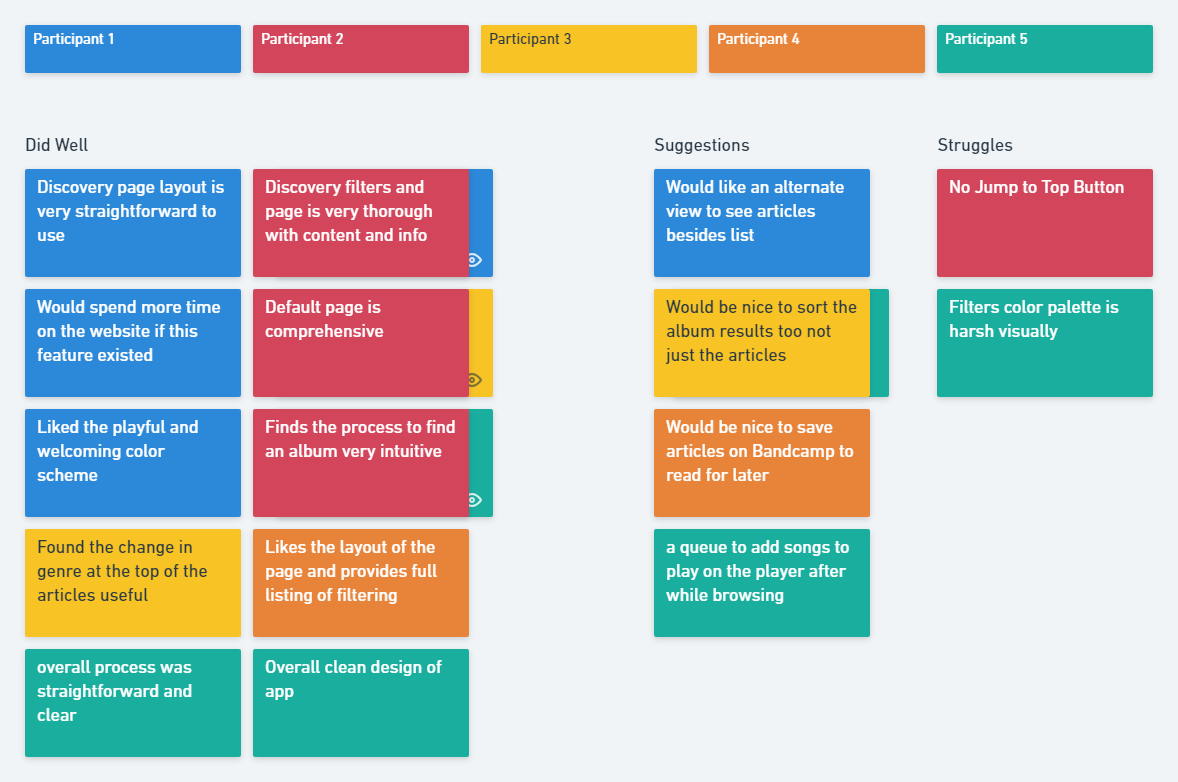 Participant 1
Participant 2
Participant 3
Participant 4
Participant 5
Did Well
Discovery page layout is
very straightforward to
use
Discovery filters and
page is very thorough
with content and info
Would spend more time
on the website if this
feature existed
Default page is
comprehensive
Liked the playful and
welcoming color
scheme
Finds the process to find
an album very intuitive
Found the change in
genre at the top of the
articles useful
Likes the layout of the
page and provides full
listing of filtering
overall process was
straightforward and
clear
Overall clean design of
app
Suggestions
Would like an alternate
view to see articles
besides list
Would be nice to sort the
album results too not
just the articles
Would be nice to save
articles on Bandcamp to
read for later
a queue to add songs to
play on the player after
while browsing
Struggles
No Jump to Top Button
Filters color palette is
harsh visually